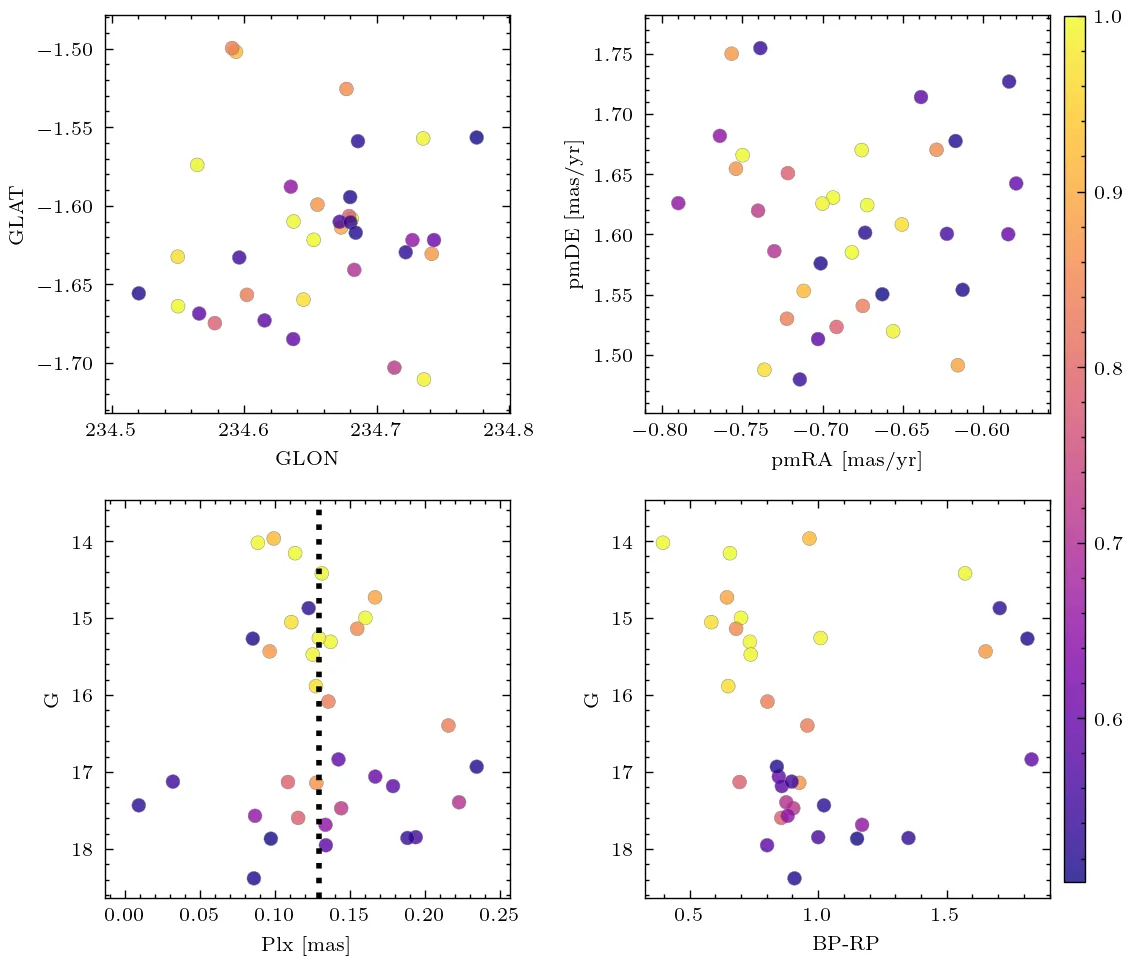 −1.50
−1.55
−1.60
−1.65
−1.70
GLAT
234.5 234.6 234.7 234.8
GLON
1.75
1.70
1.65
1.60
1.55
1.50
pmDE [mas/yr]
−0.80 −0.75 −0.70 −0.65 −0.60
pmRA [mas/yr]
14
15
16
17
18
G
0.00 0.05 0.10 0.15 0.20 0.25
Plx [mas]
14
15
16
17
18
G
0.5 1.0 1.5
BP-RP
1.0
0.9
0.8
0.7
0.6